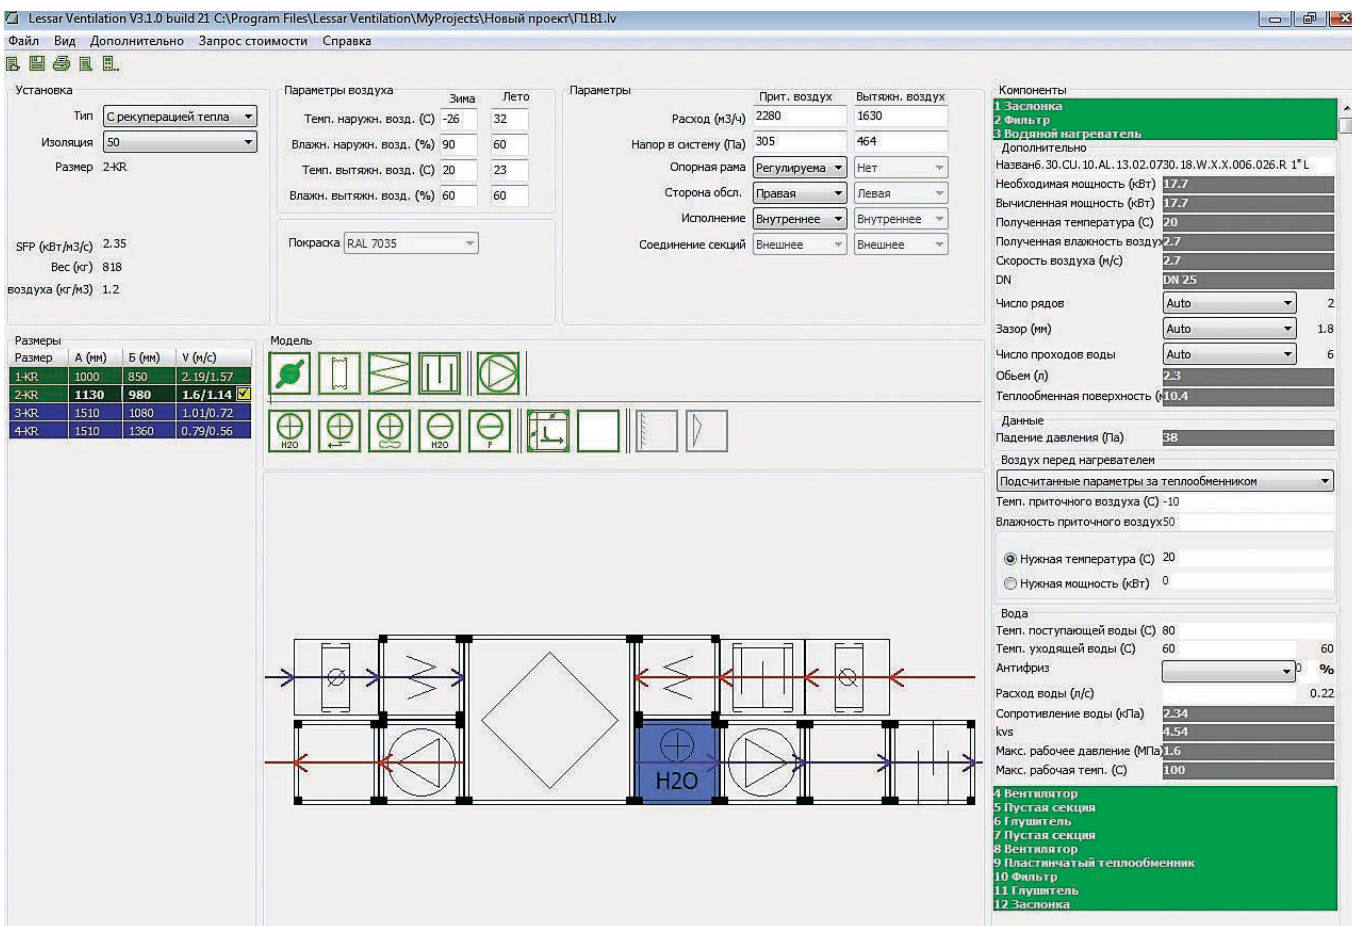 Lessar Ventilation V3.1.0 build 21 C:\Program Files\Lessar Ventilation\MyProjects\Новый проект\П1В1.lv
Файл Вид Дополнительно Запрос стоимости Справка
Установка
Тип С рекуперацией тепла
Изоляция 50
Размер 2-KR
SFP (кВт/м3/с) 2.35
Вес (кг) 818
воздуха (кг/м3) 1.2
Параметры воздуха
Зима Лето
Темп. наружн. возд. (С) -26 32
Влажн. наружн. возд. (%) 90 60
Темп. вытяжн. возд. (С) 20 23
Влажн. вытяжн. возд. (%) 60 60
Покраска RAL 7035
Параметры
Прит. воздух Вытяжн. воздух
Расход (м3/ч) 2280 1630
Напор в систему (Па) 305 464
Опорная рама Регулируема Нет
Сторона обсл. Правая Левая
Исполнение Внутреннее Внутреннее
Соединение секций Внешнее Внешнее
Размеры
Размер А (мм) Б (мм) V (м/с)
1-KR 1000 850 2.19/1.57
2-KR 1130 980 1.6/1.14
3-KR 1510 1080 1.01/0.72
4-KR 1510 1360 0.79/0.56
Модель
H2O H2O F
H2O
Компоненты
1 Заслонка
2 Фильтр
3 Водяной нагреватель
Дополнительно
Назван6.30.CU.10.AL.13.02.0730.18.W.X.X.006.026.R 1" L
Необходимая мощность (кВт) 17.7
Вычисленная мощность (кВт) 17.7
Полученная температура (С) 20
Полученная влажность воздух2.7
Скорость воздуха (м/с) 2.7
DN DN 25
Число рядов Auto 2
Зазор (мм) Auto 1.8
Число проходов воды Auto 6
Обьем (л) 2.3
Теплообменная поверхность (м10.4
Данные
Падение давления (Па) 38
Воздух перед нагревателем
Подсчитанные параметры за теплообменником
Темп. приточного воздуха (С) -10
Влажность приточного воздух50
Нужная температура (С) 20
Нужная мощность (кВт) 0
Вода
Темп. поступающей воды (С) 80
Темп. уходящей воды (С) 60 60
Антифриз 0 %
Расход воды (л/с) 0.22
Сопротивление воды (кПа) 2.34
kvs 4.54
Макс. рабочее давление (МПа)1.6
Макс. рабочая темп. (С) 100
4 Вентилятор
5 Пустая секция
6 Глушитель
7 Пустая секция
8 Вентилятор
9 Пластинчатый теплообменник
10 Фильтр
11 Глушитель
12 Заслонка